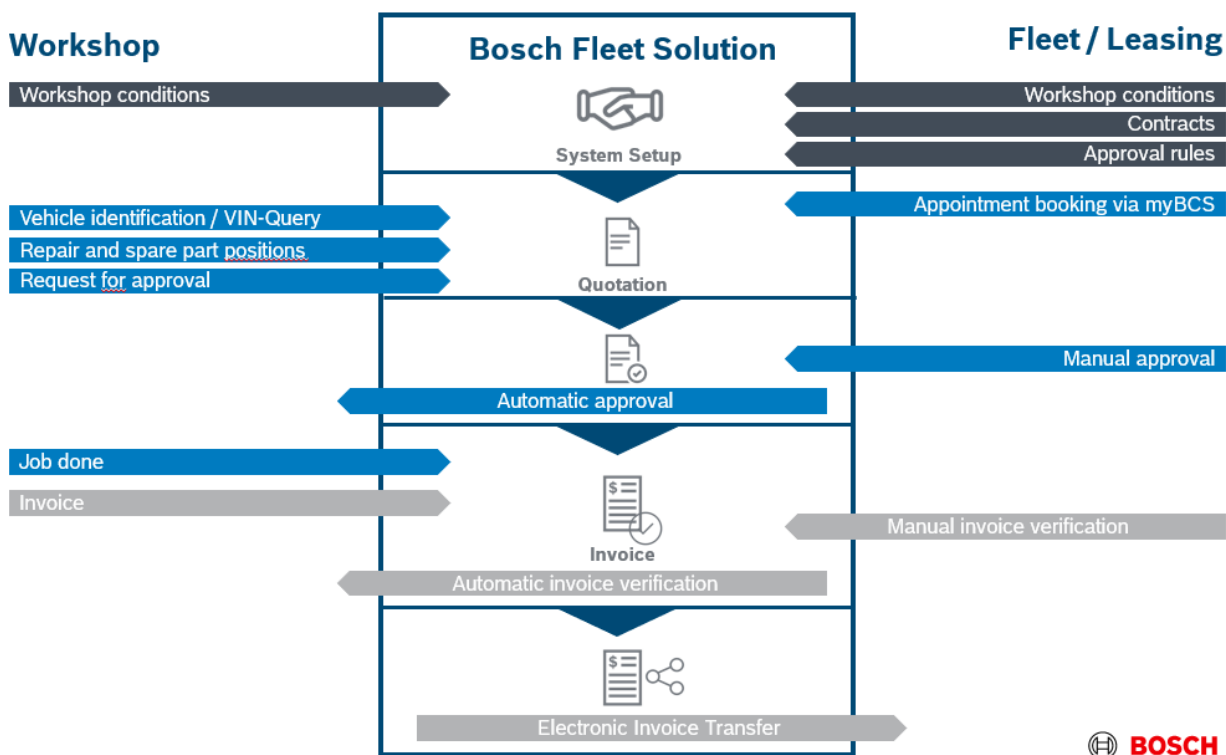 Workshop
Bosch Fleet Solution
Fleet / Leasing
Workshop conditions
Workshop conditions
Contracts
Approval rules
System Setup
Vehicle identification / VIN-Query
Appointment booking via myBCS
Repair and spare part positions
Request for approval
Quotation
Manual approval
Automatic approval
Job done
Invoice
$
Manual invoice verification
Invoice
Automatic invoice verification
$
Electronic Invoice Transfer
BOSCH